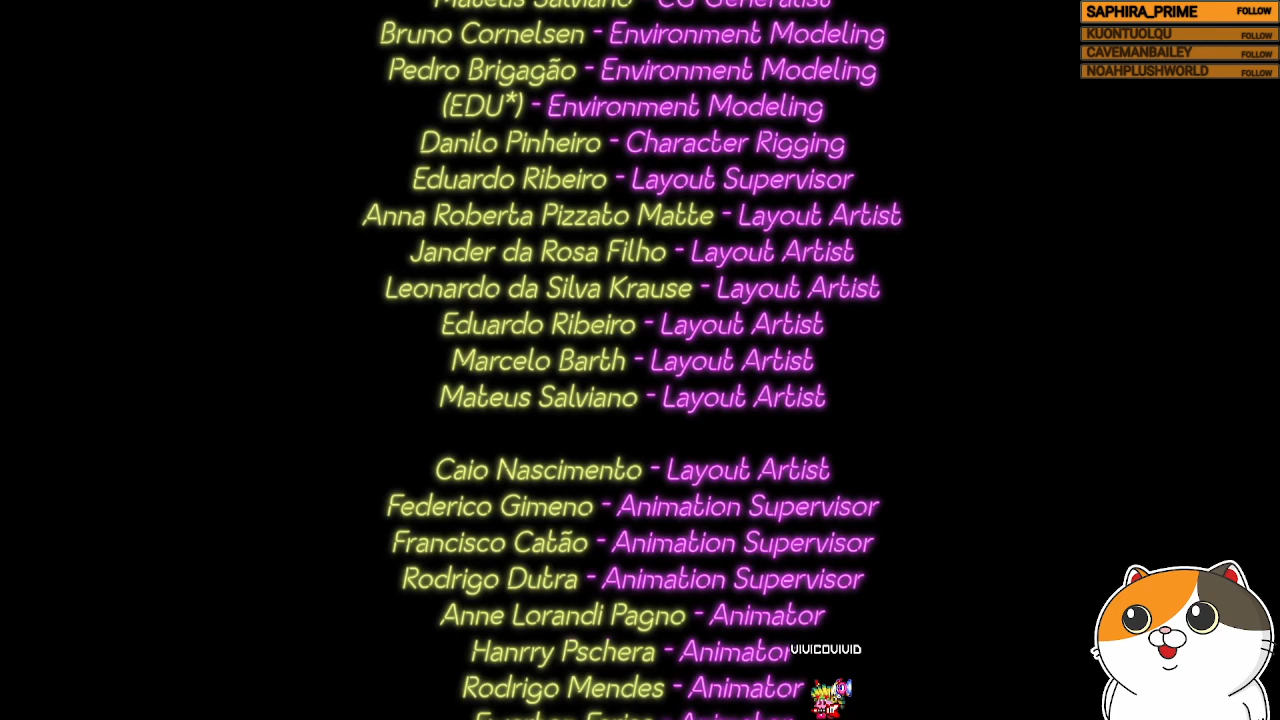 Mateus Salviano - CG Generalist
Bruno Cornelsen - Environment Modeling
Pedro Brigagão - Environment Modeling
(EDU*) - Environment Modeling
Danilo Pinheiro - Character Rigging
Eduardo Ribeiro - Layout Supervisor
Anna Roberta Pizzato Matte - Layout Artist
Jander da Rosa Filho - Layout Artist
Leonardo da Silva Krause - Layout Artist
Eduardo Ribeiro - Layout Artist
Marcelo Barth - Layout Artist
Mateus Salviano - Layout Artist
Caio Nascimento - Layout Artist
Federico Gimeno - Animation Supervisor
Francisco Catão - Animation Supervisor
Rodrigo Dutra - Animation Supervisor
Anne Lorandi Pagno - Animator
Hanrry Pschera - Animator
Rodrigo Mendes - Animator
VIVICOVIVID
SAPHIRA_PRIME FOLLOW
KUONTUOLQU FOLLOW
CAVEMANBAILEY FOLLOW
NOAHPLUSHWORLD FOLLOW